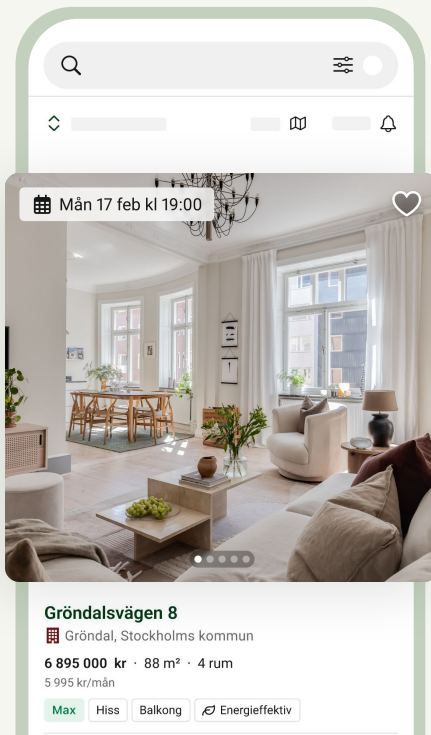 Mån 17 feb kl 19:00
Gröndalsvägen 8
Gröndal, Stockholms kommun
6 895 000 kr · 88 m² · 4 rum
5 995 kr/mån
Max Hiss Balkong Energieffektiv